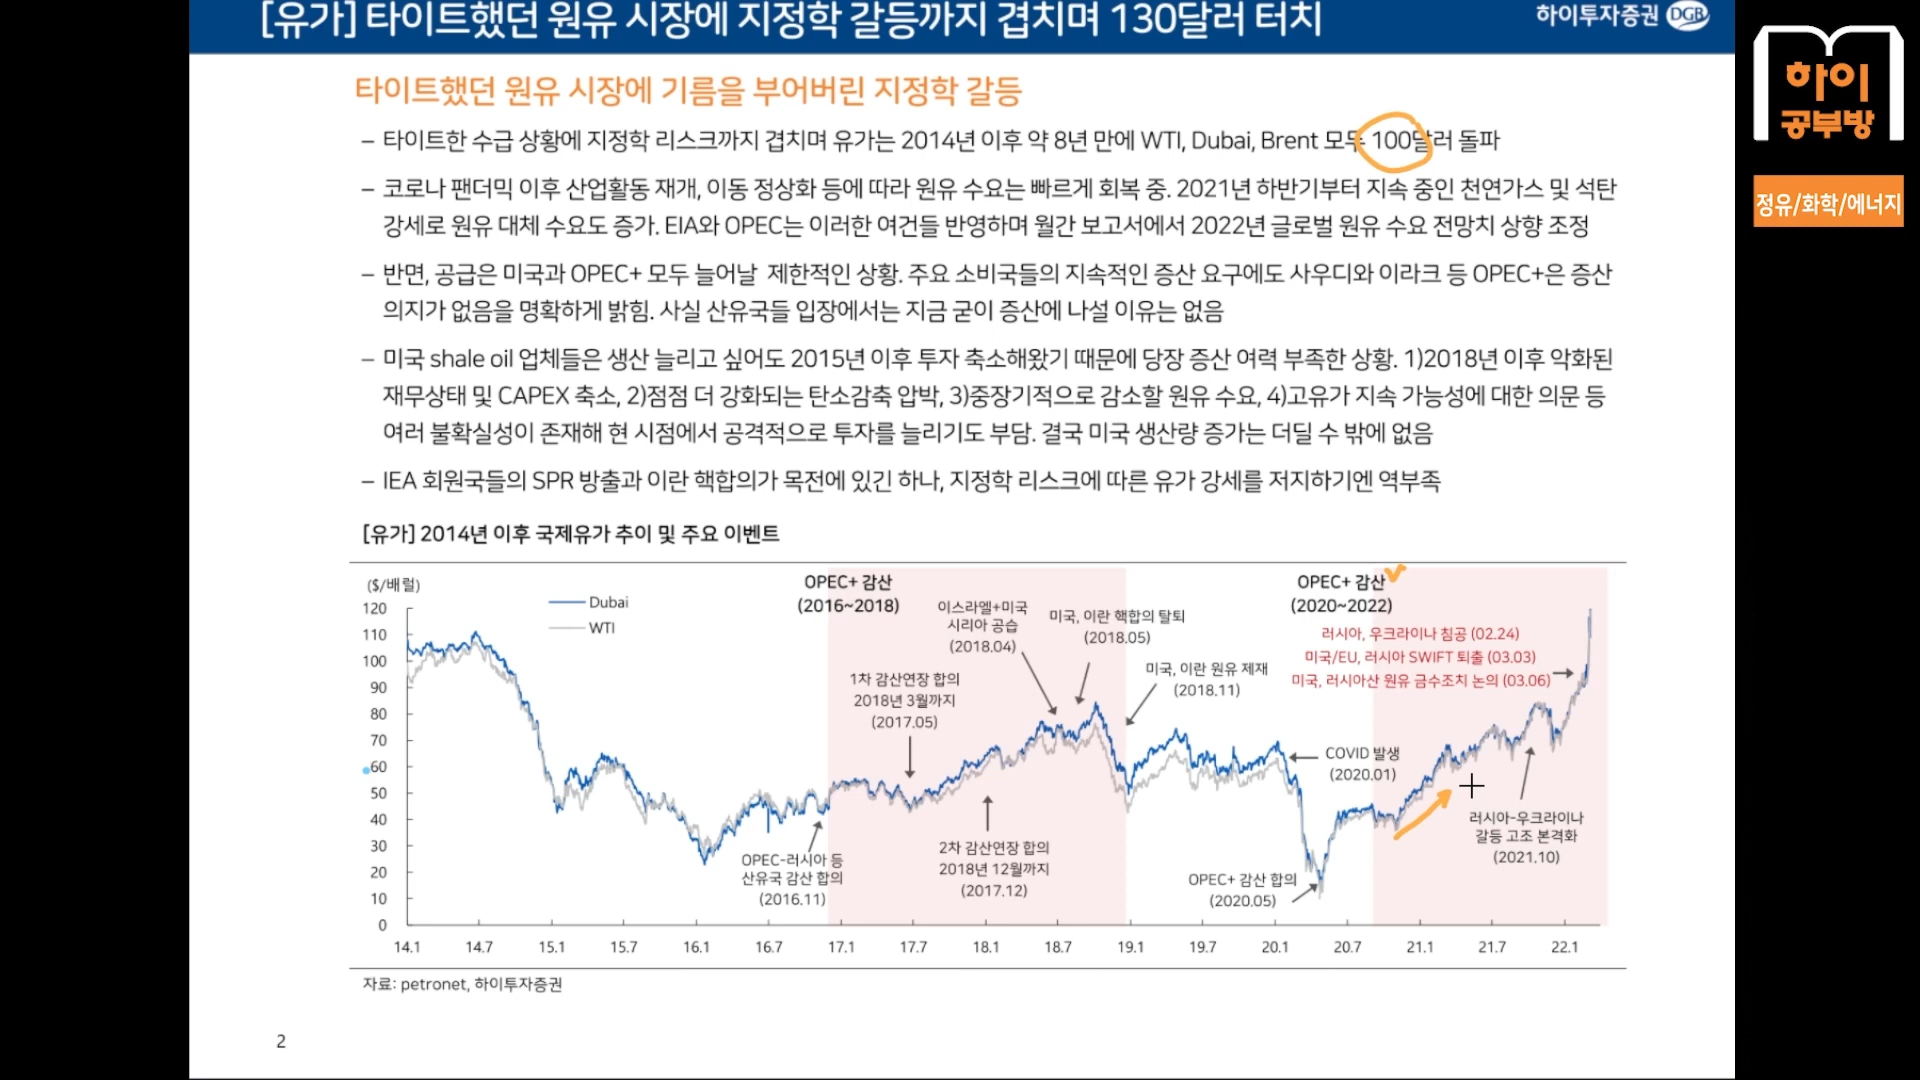 [유가] 타이트했던 원유 시장에 지정학 갈등까지 겹치며 130달러 터치
하이투자증권 DGB
하이
공부방
정유/화학/에너지
타이트했던 원유 시장에 기름을 부어버린 지정학 갈등
– 타이트한 수급 상황에 지정학 리스크까지 겹치며 유가는 2014년 이후 약 8년 만에 WTI, Dubai, Brent 모두 100달러 돌파
– 코로나 팬더믹 이후 산업활동 재개, 이동 정상화 등에 따라 원유 수요는 빠르게 회복 중. 2021년 하반기부터 지속 중인 천연가스 및 석탄
강세로 원유 대체 수요도 증가. EIA와 OPEC는 이러한 여건들 반영하며 월간 보고서에서 2022년 글로벌 원유 수요 전망치 상향 조정
– 반면, 공급은 미국과 OPEC+ 모두 늘어날 제한적인 상황. 주요 소비국들의 지속적인 증산 요구에도 사우디와 이라크 등 OPEC+은 증산
의지가 없음을 명확하게 밝힘. 사실 산유국들 입장에서는 지금 굳이 증산에 나설 이유는 없음
– 미국 shale oil 업체들은 생산 늘리고 싶어도 2015년 이후 투자 축소해왔기 때문에 당장 증산 여력 부족한 상황. 1)2018년 이후 악화된
재무상태 및 CAPEX 축소, 2)점점 더 강화되는 탄소감축 압박, 3)중장기적으로 감소할 원유 수요, 4)고유가 지속 가능성에 대한 의문 등
여러 불확실성이 존재해 현 시점에서 공격적으로 투자를 늘리기도 부담. 결국 미국 생산량 증가는 더딜 수 밖에 없음
– IEA 회원국들의 SPR 방출과 이란 핵합의가 목전에 있긴 하나, 지정학 리스크에 따른 유가 강세를 저지하기엔 역부족
[유가] 2014년 이후 국제유가 추이 및 주요 이벤트
($/배럴)
120
110
100
90
80
70
60
50
40
30
20
10
0
Dubai
WTI
OPEC+ 감산
(2016~2018)
이스라엘+미국
시리아 공습
(2018.04)
미국, 이란 핵합의 탈퇴
(2018.05)
미국, 이란 원유 제재
(2018.11)
1차 감산연장 합의
2018년 3월까지
(2017.05)
OPEC-러시아 등
산유국 감산 합의
(2016.11)
2차 감산연장 합의
2018년 12월까지
(2017.12)
OPEC+ 감산
(2020~2022)
러시아, 우크라이나 침공 (02.24)
미국/EU, 러시아 SWIFT 퇴출 (03.03)
미국, 러시아산 원유 금수조치 논의 (03.06)
COVID 발생
(2020.01)
OPEC+ 감산 합의
(2020.05)
러시아-우크라이나
갈등 고조 본격화
(2021.10)
14.1 14.7 15.1 15.7 16.1 16.7 17.1 17.7 18.1 18.7 19.1 19.7 20.1 20.7 21.1 21.7 22.1
자료: petronet, 하이투자증권
2